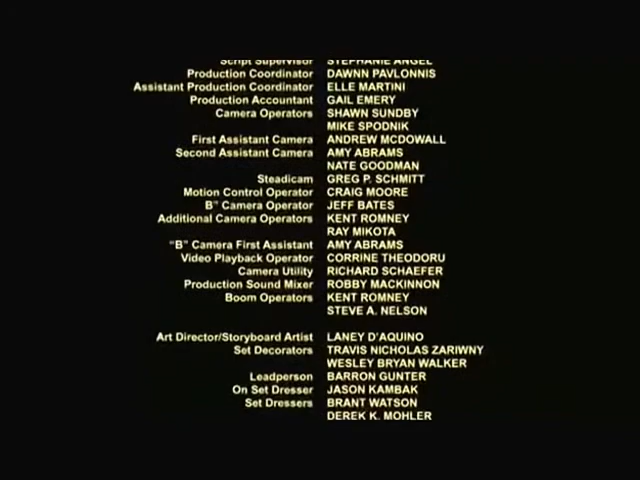 Script Supervisor STEPHANIE ANGEL
Production Coordinator DAWNN PAVLONNIS
Assistant Production Coordinator ELLE MARTINI
Production Accountant GAIL EMERY
Camera Operators SHAWN SUNDBY
MIKE SPODNIK
First Assistant Camera ANDREW MCDOWALL
Second Assistant Camera AMY ABRAMS
NATE GOODMAN
Steadicam GREG P. SCHMITT
Motion Control Operator CRAIG MOORE
B" Camera Operator JEFF BATES
Additional Camera Operators KENT ROMNEY
RAY MIKOTA
"B" Camera First Assistant AMY ABRAMS
Video Playback Operator CORRINE THEODORU
Camera Utility RICHARD SCHAEFER
Production Sound Mixer ROBBY MACKINNON
Boom Operators KENT ROMNEY
STEVE A. NELSON
Art Director/Storyboard Artist LANEY D'AQUINO
Set Decorators TRAVIS NICHOLAS ZARIWNY
WESLEY BRYAN WALKER
Leadperson BARRON GUNTER
On Set Dresser JASON KAMBAK
Set Dressers BRANT WATSON
DEREK K. MOHLER